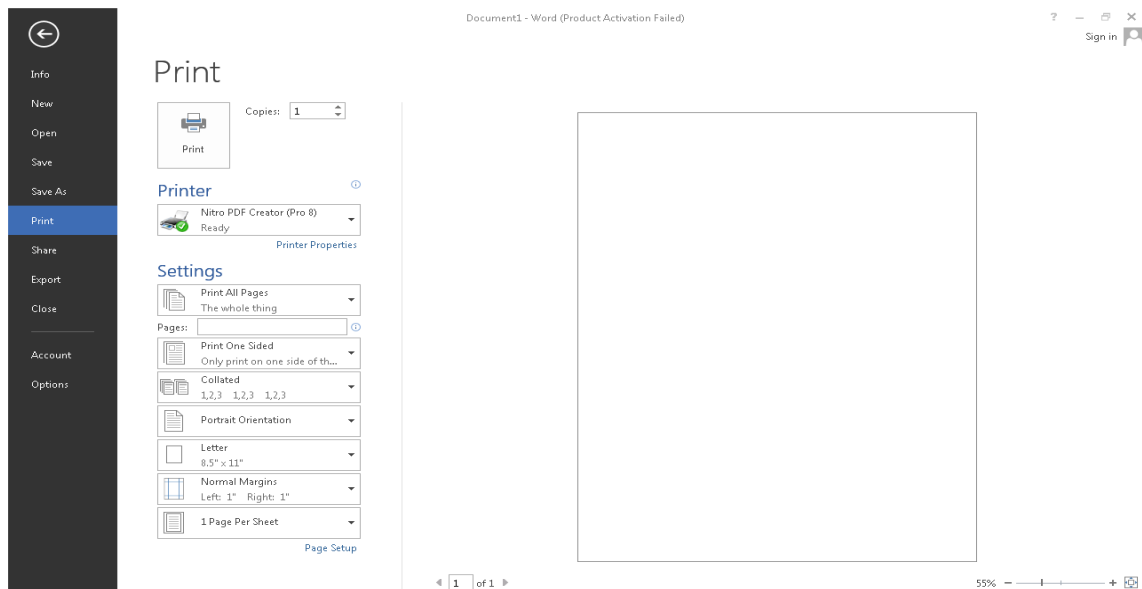 Document1 - Word (Product Activation Failed)
?
Sign in
Info
New
Open
Save
Save As
Print
Share
Export
Close
Account
Options
Print
Print
Copies: 1
Printer
Nitro PDF Creator (Pro 8)
Ready
Printer Properties
Settings
Print All Pages
The whole thing
Pages:
Print One Sided
Only print on one side of th...
Collated
1,2,3 1,2,3 1,2,3
Portrait Orientation
Letter
8.5" x 11"
Normal Margins
Left: 1" Right: 1"
1 Page Per Sheet
Page Setup
1 of 1
55%